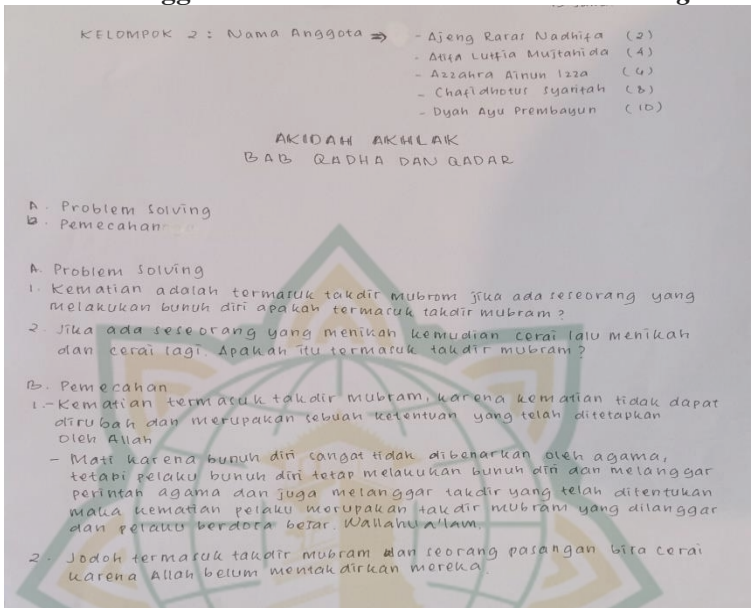 KELOMPOK 2 : Nama Anggota ⇒ - Ajeng Raras Nadhifa (2)
- Atifa Lutfia Mujtahida (4)
- Azzahra Ainun Izza (6)
- Chafidhotus Syarifah (8)
- Dyah Ayu Prembayun (10)
AKIDAH AKHLAK
BAB QADHA DAN QADAR
A. Problem Solving
B. Pemecahan
A. Problem Solving
1. Kematian adalah termasuk takdir mubrom jika ada seseorang yang
melakukan bunuh diri apakah termasuk takdir mubram?
2. Jika ada seseorang yang menikah kemudian cerai lalu menikah
dan cerai lagi. Apakah itu termasuk takdir mubram?
B. Pemecahan
1. - Kematian termasuk takdir mubram, karena kematian tidak dapat
dirubah dan merupakan sebuah ketentuan yang telah ditetapkan
oleh Allah
- Mati karena bunuh diri sangat tidak dibenarkan oleh agama,
tetapi pelaku bunuh diri tetap melakukan bunuh diri dan melanggar
perintah agama dan juga melanggar takdir yang telah ditentukan
maka kematian pelaku merupakan takdir mubram yang dilanggar
dan pelaku berdosa besar. Wallahu a'lam.
2. Jodoh termasuk takdir mubram dan seorang pasangan bisa cerai
karena Allah belum mentakdirkan mereka.